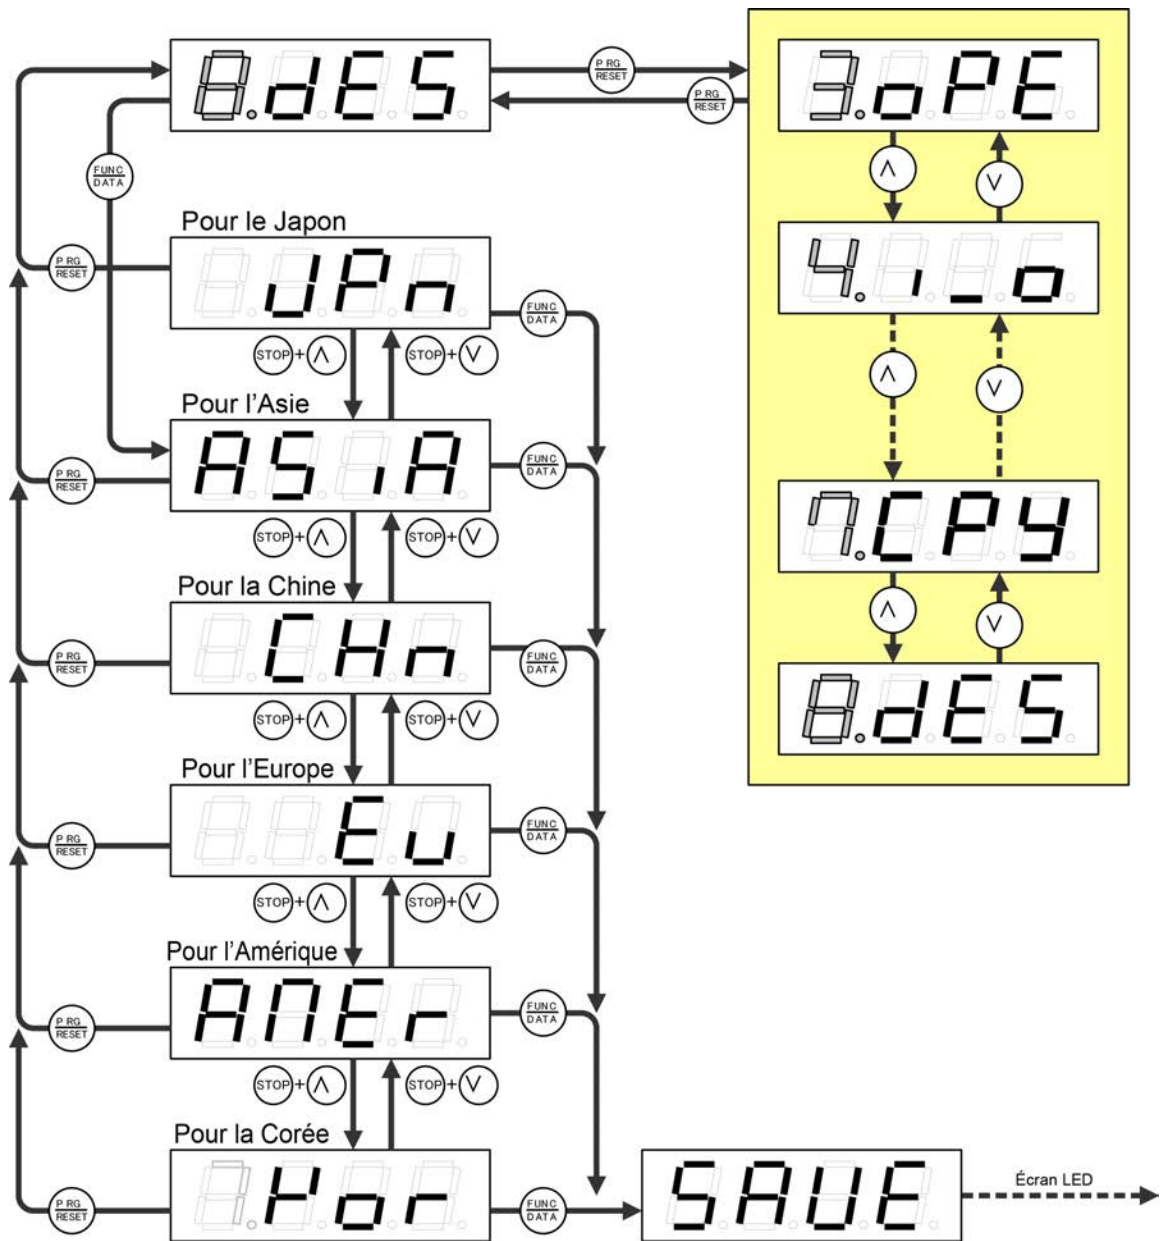 8.dES
PRG
RESET
PRG
RESET
3.oPE
FUNC
DATA
∧
∨
Pour le Japon
JPn
PRG
RESET
FUNC
DATA
4.i_o
STOP+∧
STOP+∨
∧
∨
Pour l'Asie
ASiA
PRG
RESET
FUNC
DATA
7.CPy
STOP+∧
STOP+∨
∧
∨
Pour la Chine
CHn
PRG
RESET
FUNC
DATA
8.dES
STOP+∧
STOP+∨
Pour l'Europe
Eu
PRG
RESET
FUNC
DATA
STOP+∧
STOP+∨
Pour l'Amérique
AMEr
PRG
RESET
FUNC
DATA
STOP+∧
STOP+∨
Pour la Corée
Kor
PRG
RESET
FUNC
DATA
SAVE
Écran LED